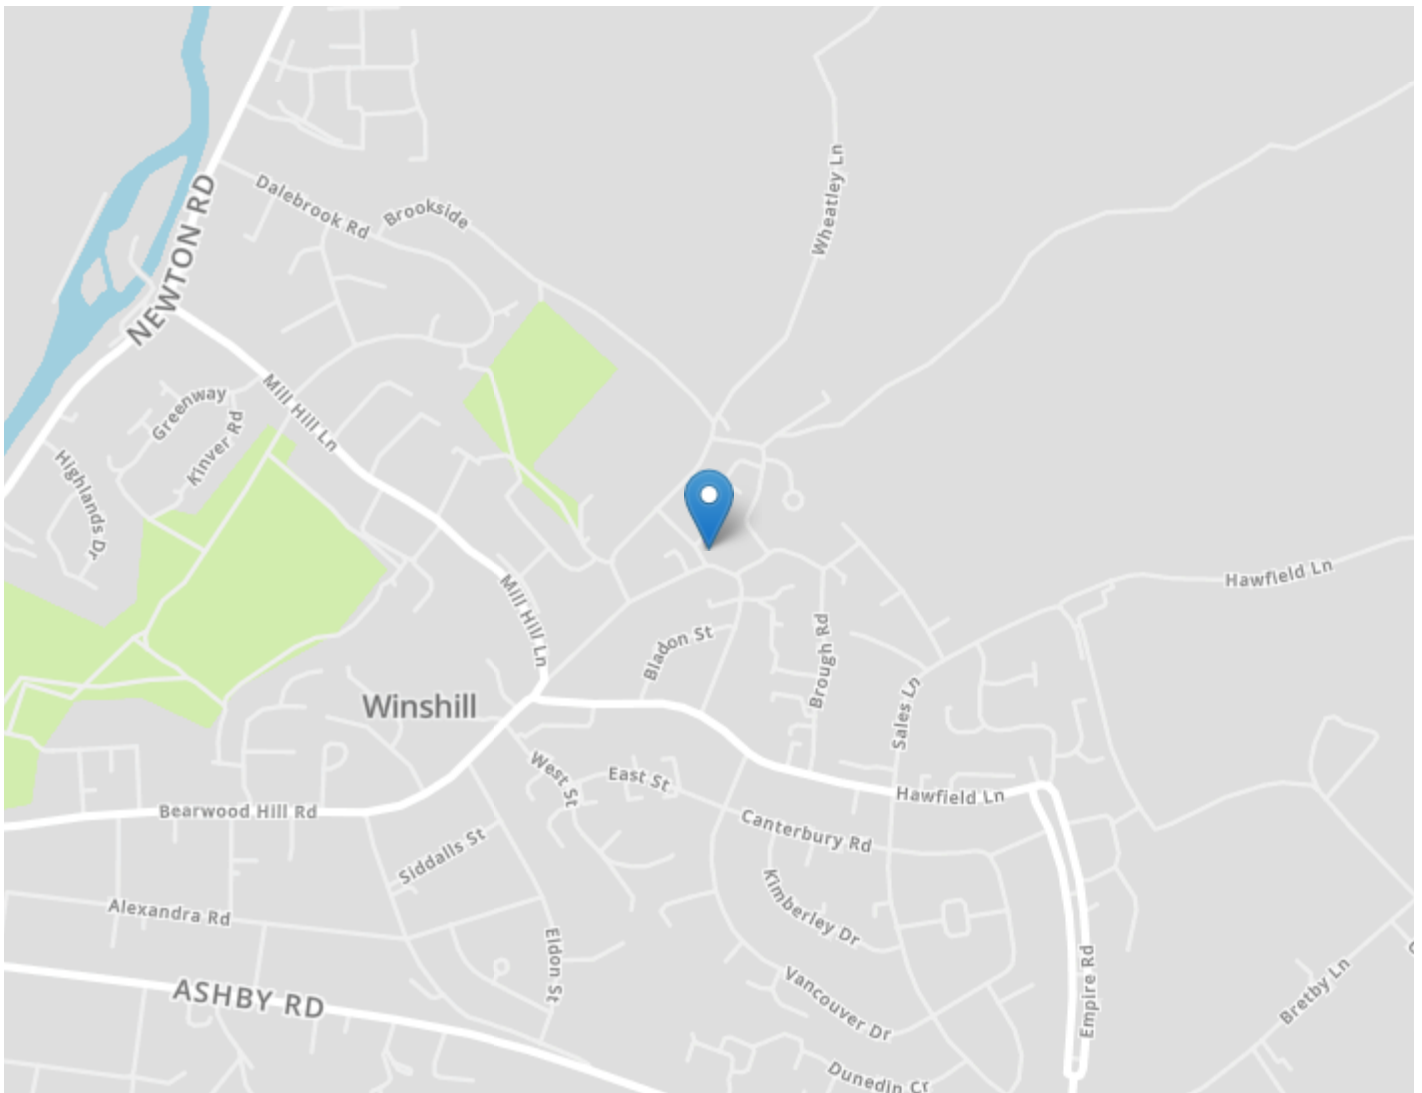 Wheatley Ln
Dalebrook Rd
Brookside
NEWTON RD
Mill Hill Ln
Greenway
Kinver Rd
Highlands Dr
Hawfield Ln
Mill Hill Ln
Bladon St
Brough Rd
Sales Ln
Winshill
West St
East St
Hawfield Ln
Bearwood Hill Rd
Canterbury Rd
Siddalls St
Kimberley Dr
Alexandra Rd
Eldon St
Empire Rd
Bretby Ln
ASHBY RD
Vancouver Dr
Dunedin Cr